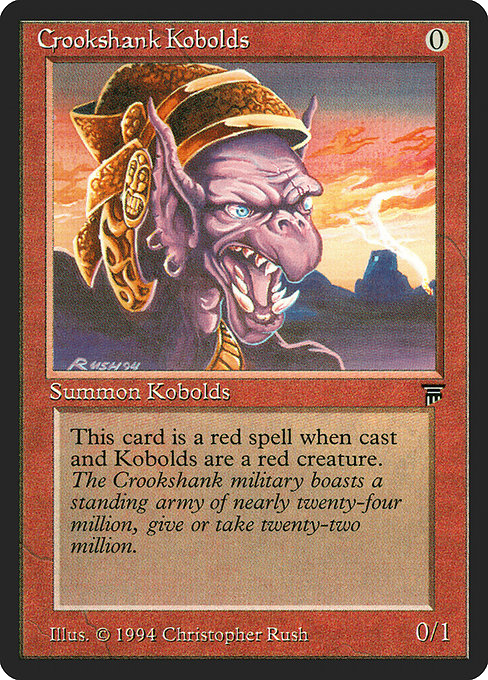 Crookshank Kobolds 0
RUSH94
Summon Kobolds
This card is a red spell when cast
and Kobolds are a red creature.
The Crookshank military boasts a
standing army of nearly twenty-four
million, give or take twenty-two
million.
Illus. © 1994 Christopher Rush 0/1